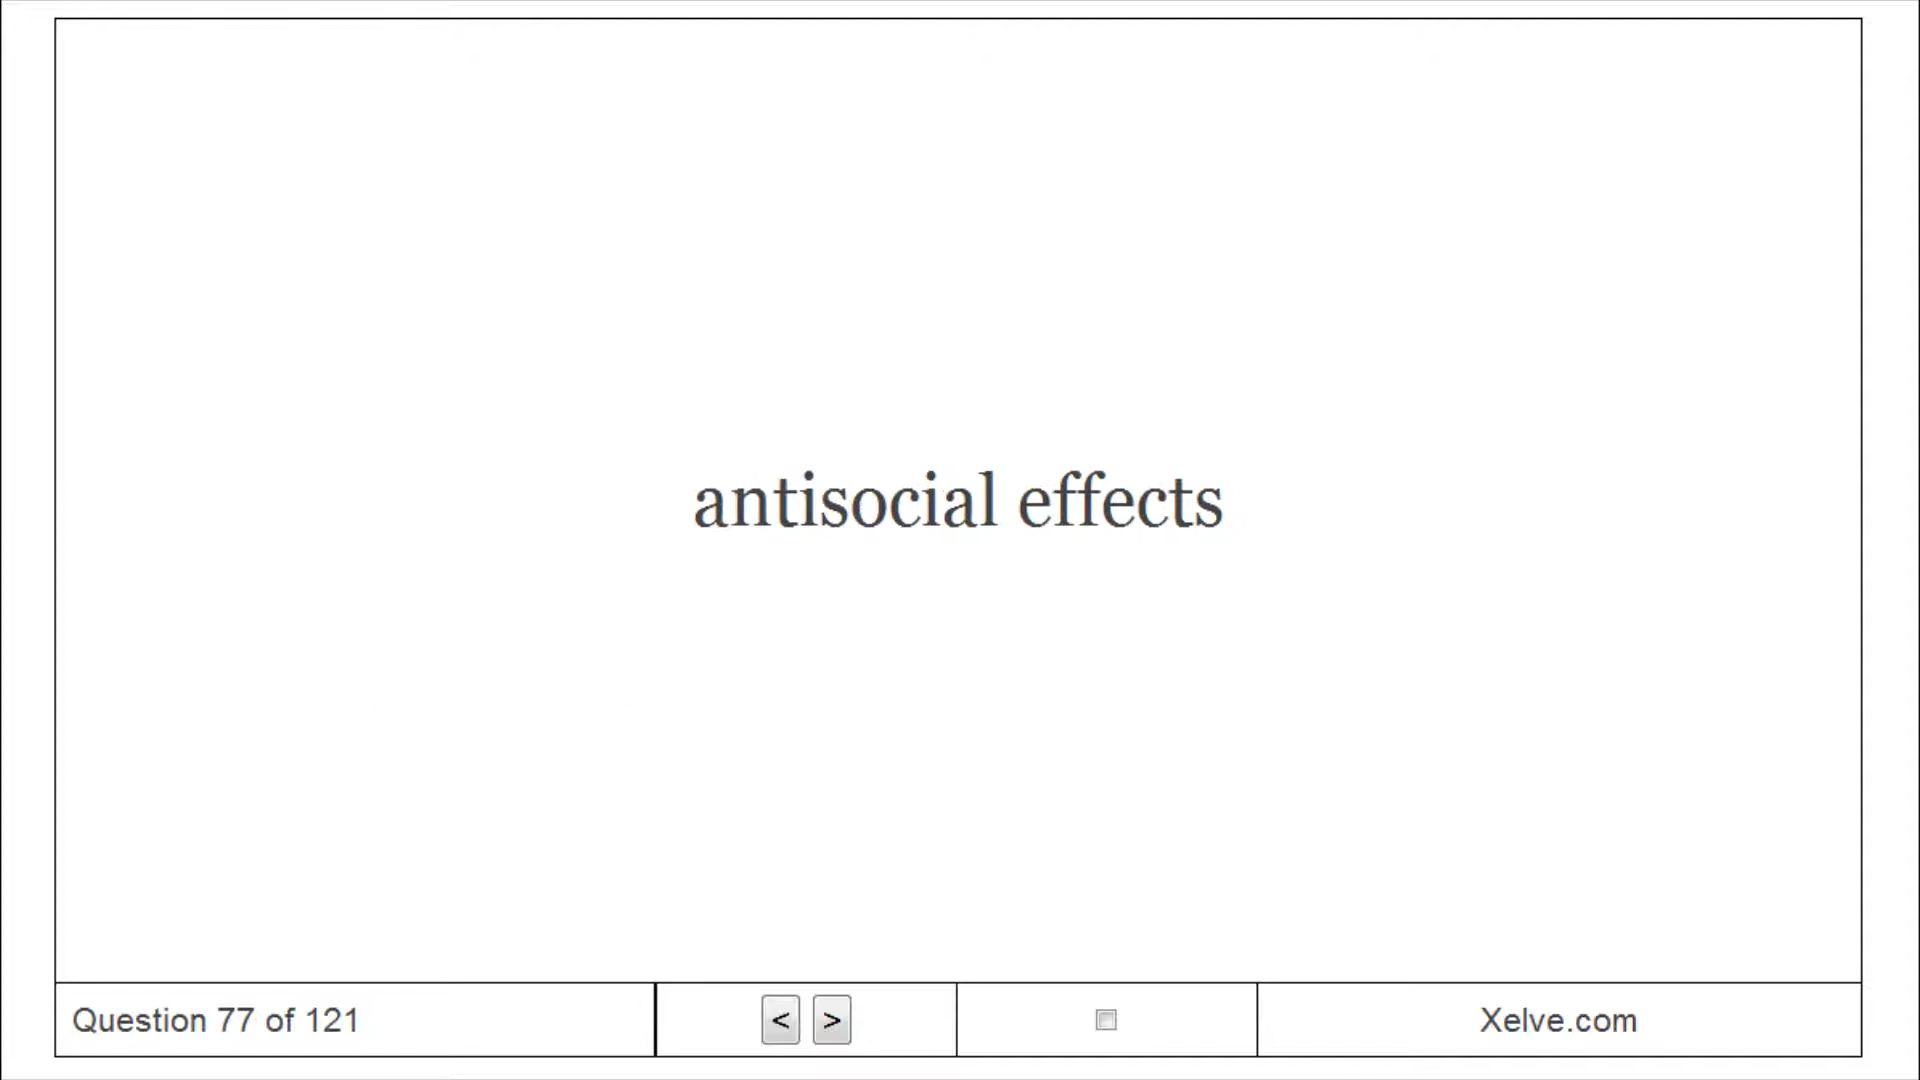 antisocial effects
Question 77 of 121
< >
Xelve.com